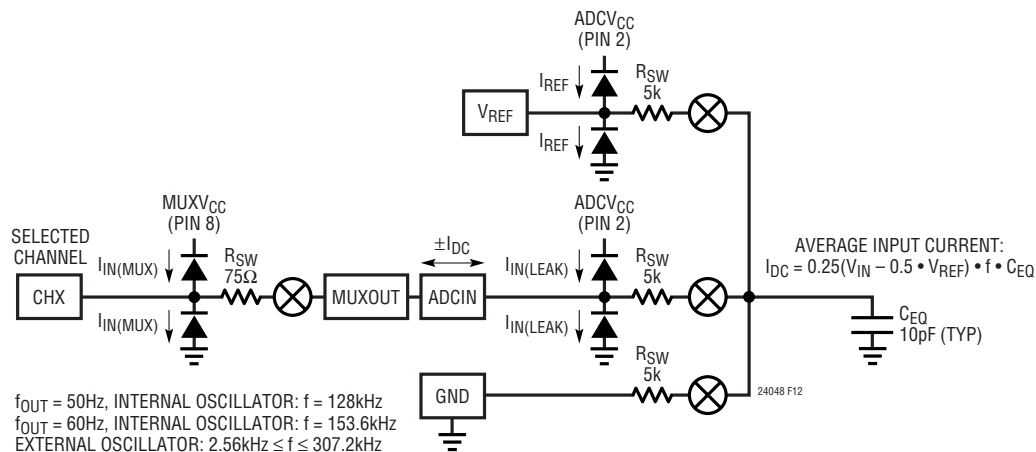 ADCVCC
(PIN 2)
IREF
RSW
5k
VREF
IREF
MUXVCC
(PIN 8)
ADCVCC
(PIN 2)
SELECTED
CHANNEL
IIN(MUX)
RSW
75Ω
±IDC
IIN(LEAK)
RSW
5k
AVERAGE INPUT CURRENT:
IDC = 0.25(VIN – 0.5 • VREF) • f • CEQ
CHX
MUXOUT
ADCIN
IIN(MUX)
IIN(LEAK)
CEQ
10pF (TYP)
RSW
5k
GND
24048 F12
fOUT = 50Hz, INTERNAL OSCILLATOR: f = 128kHz
fOUT = 60Hz, INTERNAL OSCILLATOR: f = 153.6kHz
EXTERNAL OSCILLATOR: 2.56kHz ≤ f ≤ 307.2kHz